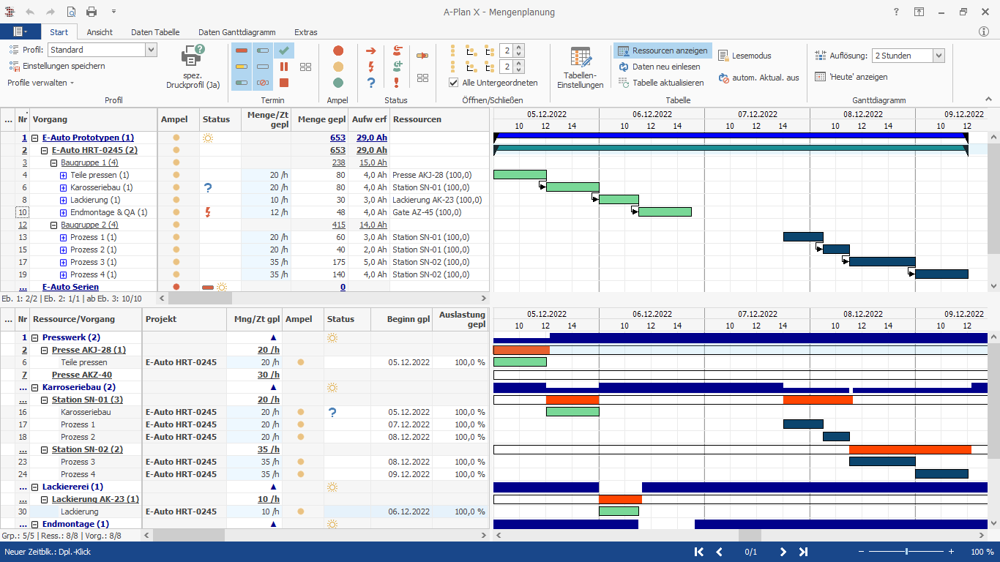 A-Plan X - Mengenplanung
?
Start Ansicht Daten Tabelle Daten Ganttdiagramm Extras
Profil: Standard
Einstellungen speichern
Profile verwalten
Profil
spez.
Druckprofil (Ja)
Termin
Ampel
Status
2
2
Alle Untergeordneten
Öffnen/Schließen
Tabellen-
Einstellungen
Ressourcen anzeigen
Daten neu einlesen
Tabelle aktualisieren
Lesemodus
autom. Aktual. aus
Tabelle
Auflösung: 2 Stunden
'Heute' anzeigen
Ganttdiagramm
... Nr Vorgang Ampel Status Menge/Zt gepl Menge gepl Aufw erf Ressourcen
05.12.2022 06.12.2022 07.12.2022 08.12.2022 09.12.2022
10 12 14 10 12 14 10 12 14 10 12 14 10 12
1 E-Auto Prototypen (1) 653 29,0 Ah
2 E-Auto HRT-0245 (2) 653 29,0 Ah
3 Baugruppe 1 (4) 238 15,0 Ah
4 Teile pressen (1) 20 /h 80 4,0 Ah Presse AKJ-28 (100,0)
6 Karosseriebau (1) ? 20 /h 80 4,0 Ah Station SN-01 (100,0)
8 Lackierung (1) 10 /h 30 3,0 Ah Lackierung AK-23 (100,0)
10 Endmontage & QA (1) 12 /h 48 4,0 Ah Gate AZ-45 (100,0)
12 Baugruppe 2 (4) 415 14,0 Ah
13 Prozess 1 (1) 20 /h 60 3,0 Ah Station SN-01 (100,0)
15 Prozess 2 (1) 20 /h 40 2,0 Ah Station SN-01 (100,0)
17 Prozess 3 (1) 35 /h 175 5,0 Ah Station SN-02 (100,0)
19 Prozess 4 (1) 35 /h 140 4,0 Ah Station SN-02 (100,0)
... E-Auto Serien 0
Eb. 1: 2/2 | Eb. 2: 1/1 | ab Eb. 3: 10/10
... Nr Ressource/Vorgang Projekt Mng/Zt gpl Ampel Status Beginn gpl Auslastung gepl
05.12.2022 06.12.2022 07.12.2022 08.12.2022 09.12.2022
10 12 14 10 12 14 10 12 14 10 12 14 10 12
1 Presswerk (2)
2 Presse AKJ-28 (1) 20 /h
6 Teile pressen E-Auto HRT-0245 20 /h 05.12.2022 100,0 %
7 Presse AKZ-40 30 /h
... Karroseriebau (2)
... Station SN-01 (3) 20 /h
16 Karosseriebau E-Auto HRT-0245 20 /h ? 05.12.2022 100,0 %
17 Prozess 1 E-Auto HRT-0245 20 /h 07.12.2022 100,0 %
18 Prozess 2 E-Auto HRT-0245 20 /h 08.12.2022 100,0 %
... Station SN-02 (2) 35 /h
23 Prozess 3 E-Auto HRT-0245 35 /h 08.12.2022 100,0 %
24 Prozess 4 E-Auto HRT-0245 35 /h 09.12.2022 100,0 %
... Lackiererei (1)
... Lackierung AK-23 (1) 10 /h
30 Lackierung E-Auto HRT-0245 10 /h 06.12.2022 100,0 %
... Endmontage (1)
Grp.: 5/5 | Ress.: 8/8 | Vorg.: 8/8
Neuer Zeitblk.: Dpl.-Klick 0/1 100 %